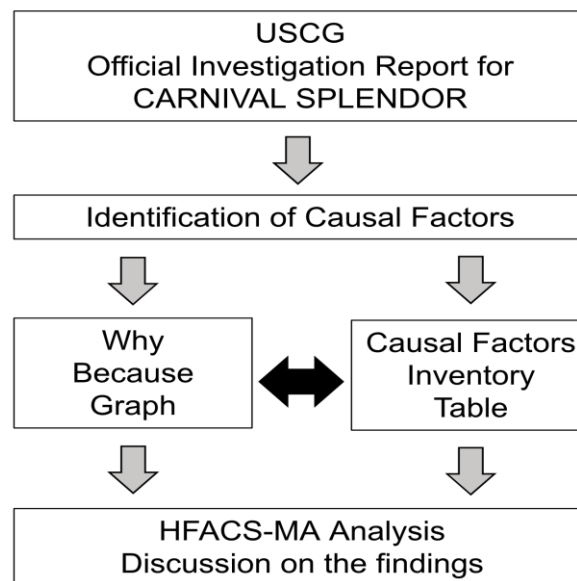 USCG
Official Investigation Report for
CARNIVAL SPLENDOR
Identification of Causal Factors
Why
Because
Graph
Causal Factors
Inventory
Table
HFACS-MA Analysis
Discussion on the findings